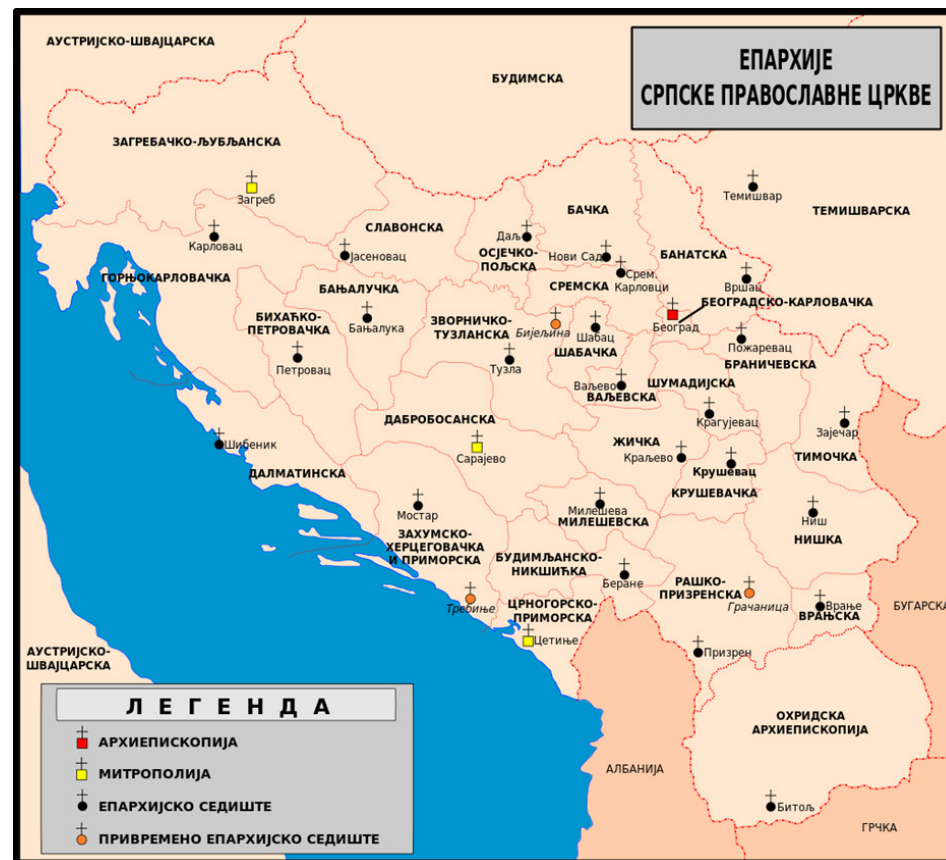 АУСТРИЈСКО-ШВАЈЦАРСКА
БУДИМСКА
ЕПАРХИЈЕ
СРПСКЕ ПРАВОСЛАВНЕ ЦРКВЕ
ЗАГРЕБАЧКО-ЉУБЉАНСКА
Загреб
Темишвар
ТЕМИШВАРСКА
БАЧКА
СЛАВОНСКА
Даљ
Карловац
Јасеновац
ОСЈЕЧКО-
ПОЉСКА
Нови Сад
БАНАТСКА
Срем.
Карловци
Вршац
ГОРЊОКАРЛОВАЧКА
БАЊАЛУЧКА
СРЕМСКА
БЕОГРАДСКО-КАРЛОВАЧКА
БИХАЋКО-
ПЕТРОВАЧКА
Бањалука
ЗВОРНИЧКО-
ТУЗЛАНСКА
Бијељина
Шабац
Београд
Пожаревац
Петровац
Тузла
ШАБАЧКА
БРАНИЧЕВСКА
Ваљево
ВАЉЕВСКА
ШУМАДИЈСКА
Крагујевац
Зајечар
ДАБРОБОСАНСКА
Сарајево
Шибеник
ДАЛМАТИНСКА
ЖИЧКА
Краљево
Крушевац
КРУШЕВАЧКА
ТИМОЧКА
Мостар
Милешева
МИЛЕШЕВСКА
Ниш
НИШКА
ЗАХУМСКО-
ХЕРЦЕГОВАЧКА
И ПРИМОРСКА
БУДИМЉАНСКО-
НИКШИЋКА
Беране
РАШКО-
ПРИЗРЕНСКА
Требиње
Грачаница
Врање
ВРАЊСКА
БУГАРСКА
ЦРНОГОРСКО-
ПРИМОРСКА
Цетиње
Призрен
АУСТРИЈСКО-
ШВАЈЦАРСКА
ОХРИДСКА
АРХИЕПИСКОПИЈА
АЛБАНИЈА
Битољ
ГРЧКА
ЛЕГЕНДА
АРХИЕПИСКОПИЈА
МИТРОПОЛИЈА
ЕПАРХИЈСКО СЕДИШТЕ
ПРИВРЕМЕНО ЕПАРХИЈСКО СЕДИШТЕ